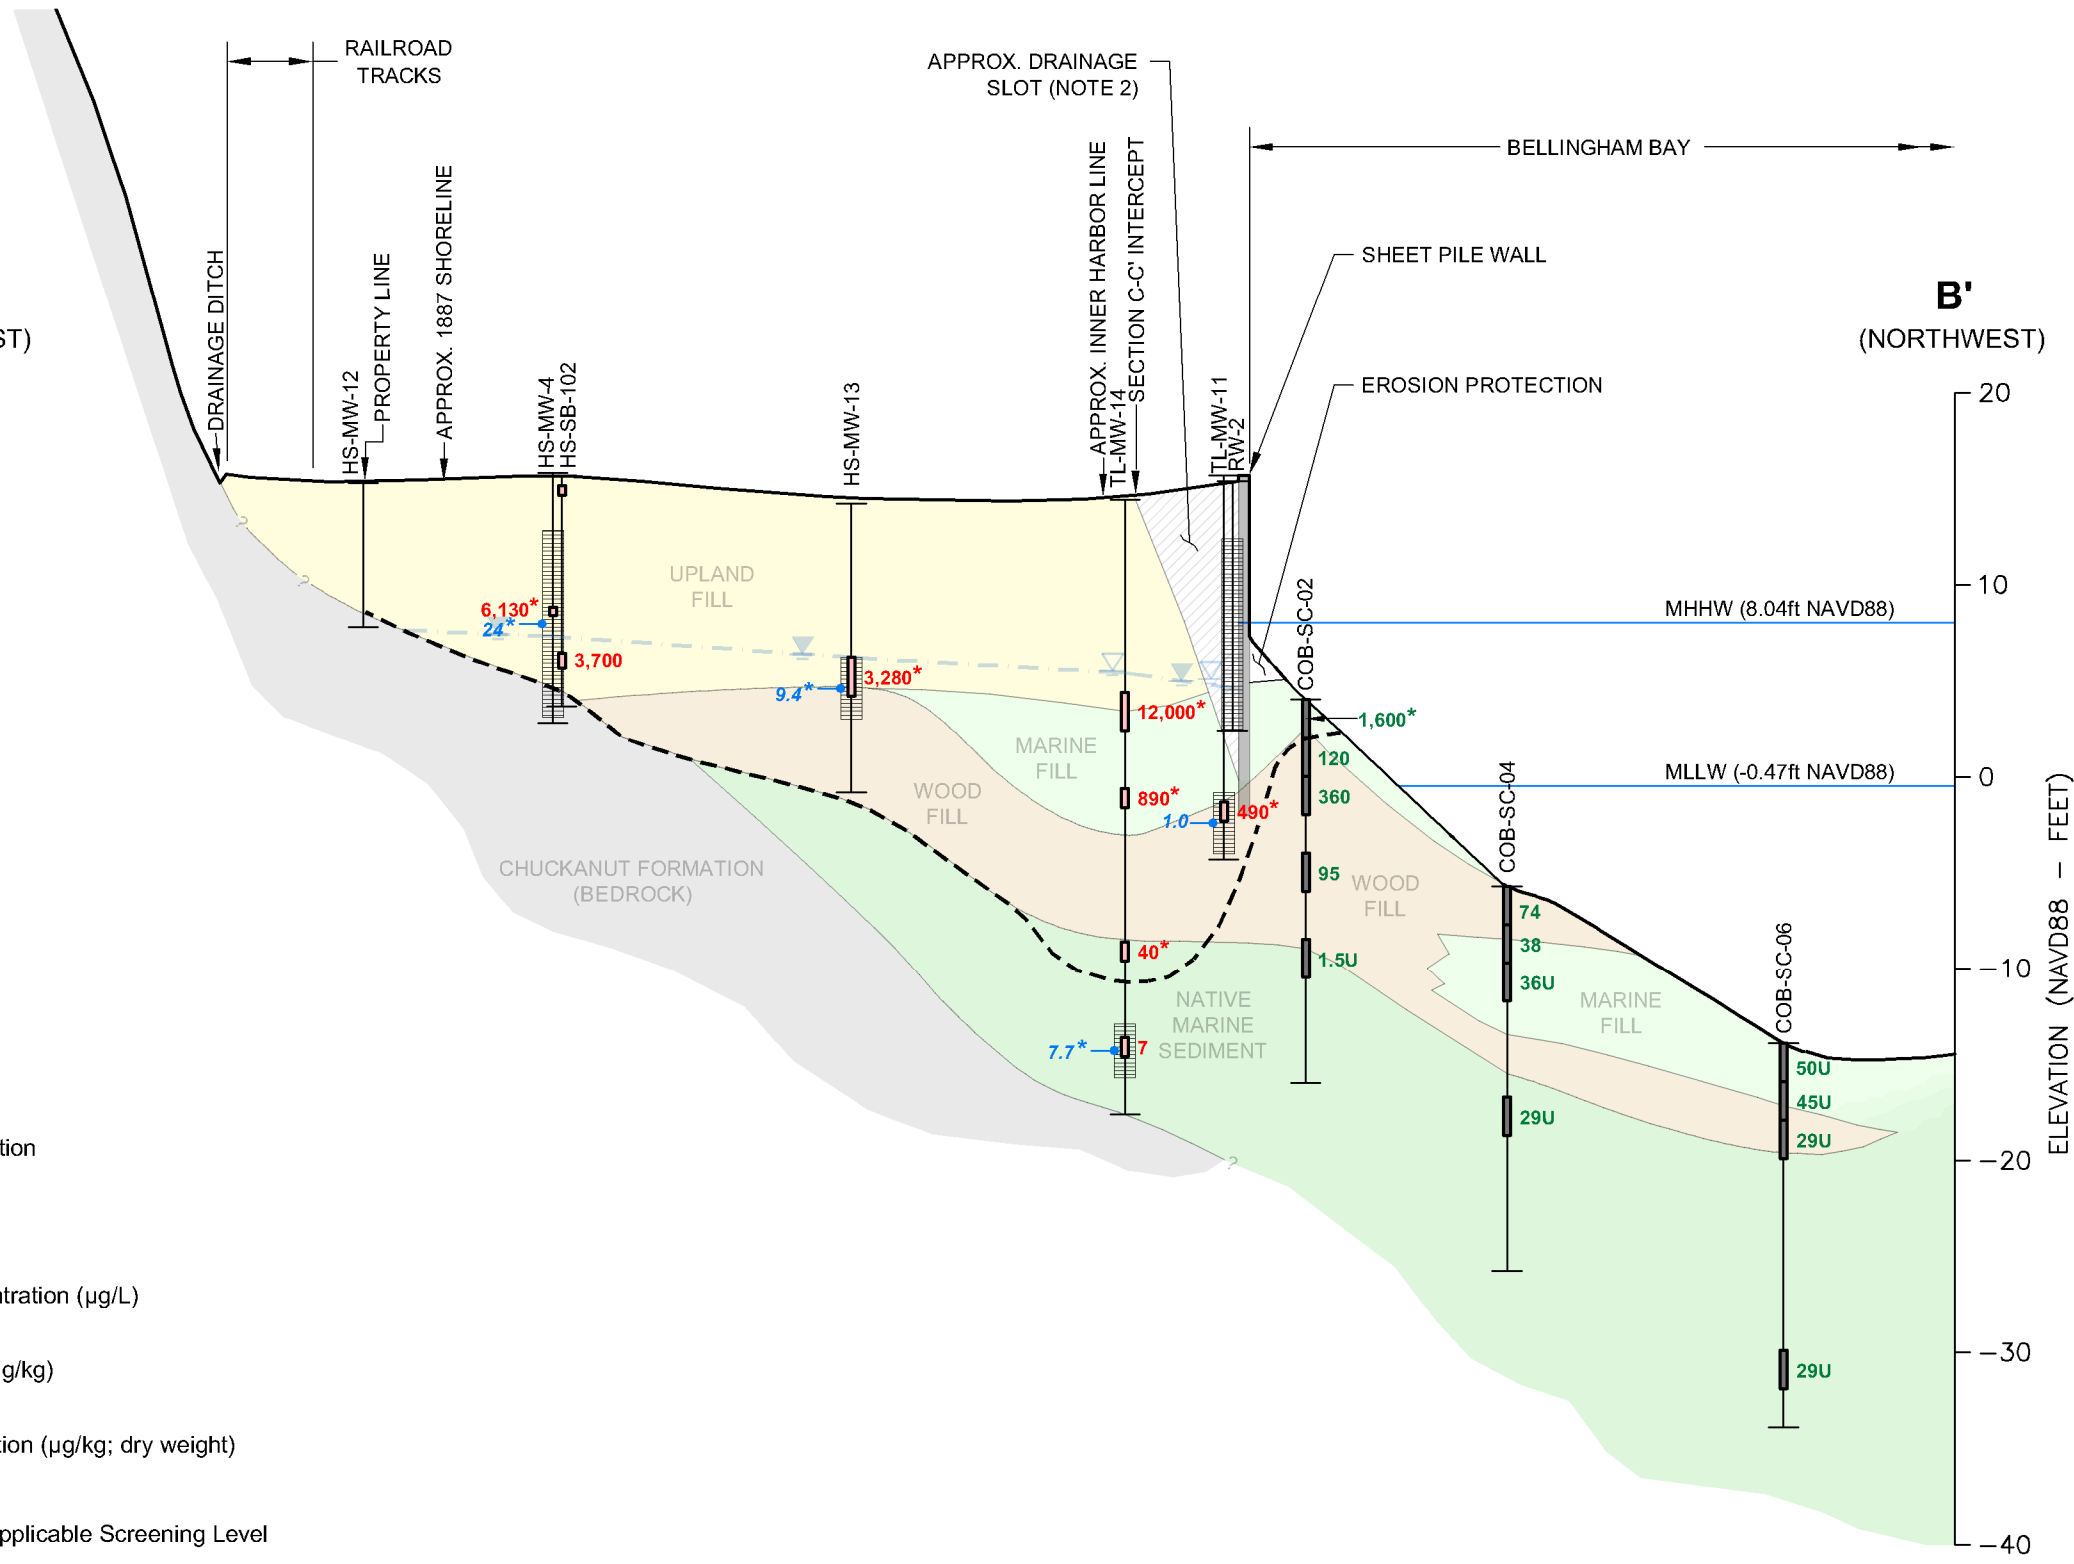 RAILROAD
TRACKS
APPROX. DRAINAGE
SLOT (NOTE 2)
BELLINGHAM BAY
SHEET PILE WALL
EROSION PROTECTION
B'
(NORTHWEST)
ST)
DRAINAGE DITCH
HS-MW-12
PROPERTY LINE
APPROX. 1887 SHORELINE
HS-MW-4
HS-SB-102
HS-MW-13
APPROX. INNER HARBOR LINE
TL-MW-14
SECTION C-C' INTERCEPT
TL-MW-11
RW-2
COB-SC-02
COB-SC-04
COB-SC-06
20
10
0
−10
−20
−30
−40
ELEVATION (NAVD88 – FEET)
MHHW (8.04ft NAVD88)
MLLW (-0.47ft NAVD88)
UPLAND
FILL
MARINE
FILL
WOOD
FILL
CHUCKANUT FORMATION
(BEDROCK)
NATIVE
MARINE
SEDIMENT
WOOD
FILL
MARINE
FILL
?
?
?
6,130*
24*
3,700
3,280*
9.4*
12,000*
890*
40*
7.7*
7
490*
1.0
1,600*
120
360
95
1.5U
74
38
36U
29U
50U
45U
29U
29U
tion
tration (µg/L)
g/kg)
tion (µg/kg; dry weight)
pplicable Screening Level